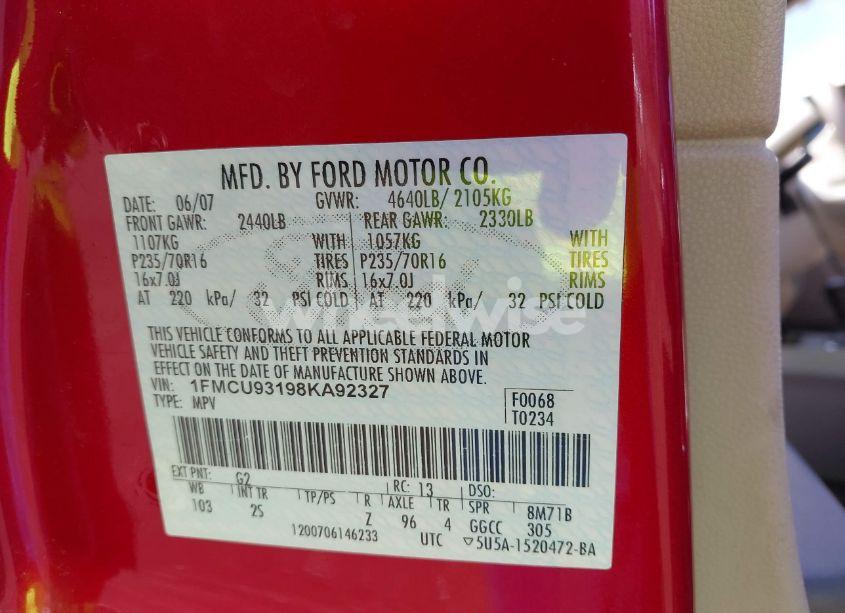 MFD. BY FORD MOTOR CO.
DATE: 06/07 GVWR: 4640LB/ 2105KG
FRONT GAWR: 2440LB REAR GAWR: 2330LB
1107KG WITH 1057KG WITH
P235/70R16 TIRES P235/70R16 TIRES
16x7.0J RIMS 16x7.0J RIMS
AT 220 kPa/ 32 PSI COLD AT 220 kPa/ 32 PSI COLD
wheelwise
THIS VEHICLE CONFORMS TO ALL APPLICABLE FEDERAL MOTOR
VEHICLE SAFETY AND THEFT PREVENTION STANDARDS IN
EFFECT ON THE DATE OF MANUFACTURE SHOWN ABOVE.
VIN: 1FMCU93198KA92327
TYPE: MPV
F0068
T0234
EXT PNT: G2 RC: 13 DSO:
WB INT TR TP/PS R AXLE TR SPR 8M71B
103 2S Z 96 4 GGCC 305
1200706146233 UTC ▽5U5A-1520472-BA